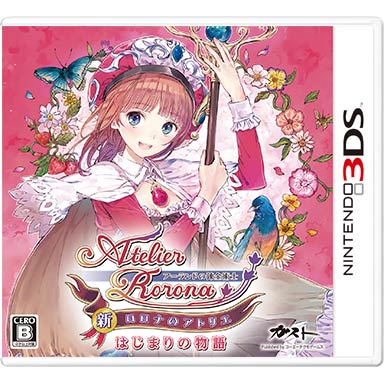 NINTENDO 3DS
Atelier
アーランドの錬金術士
Rorona
新 ロロナのアトリエ
はじまりの物語
CERO
B
ガスト